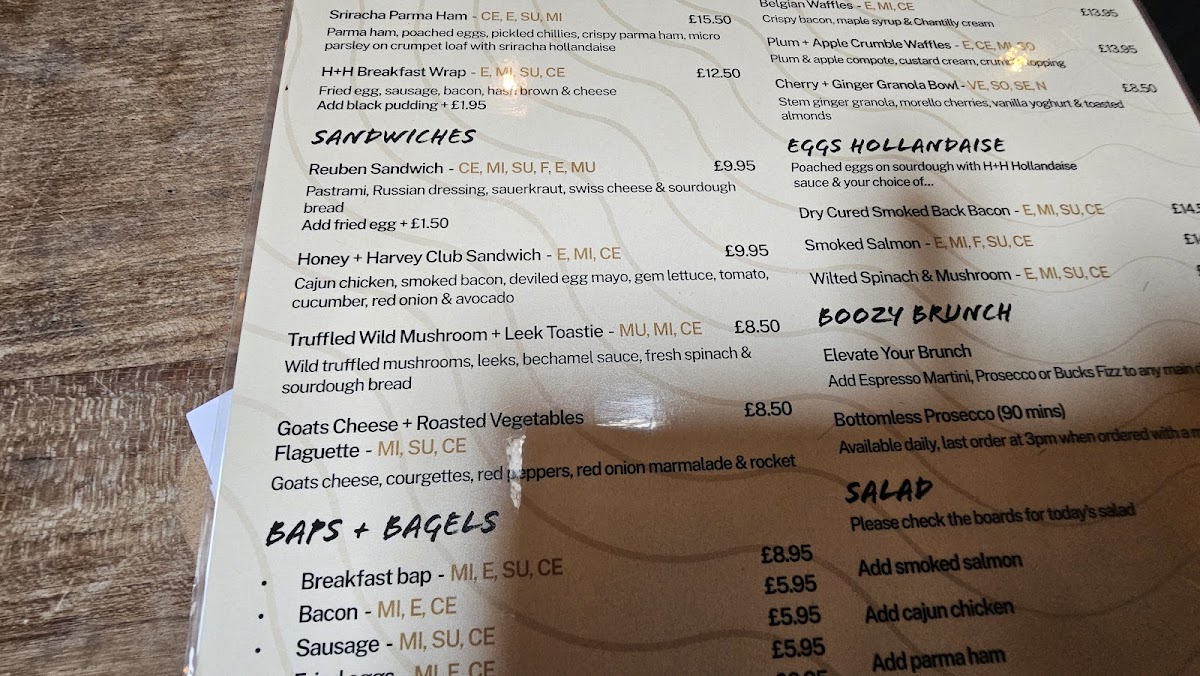 Sriracha Parma Ham - CE, E, SU, MI £15.50
Parma ham, poached eggs, pickled chillies, crispy parma ham, micro
parsley on crumpet loaf with sriracha hollandaise
H+H Breakfast Wrap - E, MI, SU, CE £12.50
Fried egg, sausage, bacon, hash brown & cheese
Add black pudding + £1.95
SANDWICHES
Reuben Sandwich - CE, MI, SU, F, E, MU £9.95
Pastrami, Russian dressing, sauerkraut, swiss cheese & sourdough
bread
Add fried egg + £1.50
Honey + Harvey Club Sandwich - E, MI, CE £9.95
Cajun chicken, smoked bacon, deviled egg mayo, gem lettuce, tomato,
cucumber, red onion & avocado
Truffled Wild Mushroom + Leek Toastie - MU, MI, CE £8.50
Wild truffled mushrooms, leeks, bechamel sauce, fresh spinach &
sourdough bread
Goats Cheese + Roasted Vegetables £8.50
Flaguette - MI, SU, CE
Goats cheese, courgettes, red peppers, red onion marmalade & rocket
BAPS + BAGELS
• Breakfast bap - MI, E, SU, CE £8.95
• Bacon - MI, E, CE £5.95
• Sausage - MI, SU, CE £5.95
Fried eggs - MI, E, CE £5.95
Belgian Waffles - E, MI, CE £13.95
Crispy bacon, maple syrup & Chantilly cream
Plum + Apple Crumble Waffles - E, CE, MI, SO £13.95
Plum & apple compote, custard cream, crumble topping
Cherry + Ginger Granola Bowl - VE, SO, SE, N £8.50
Stem ginger granola, morello cherries, vanilla yoghurt & toasted
almonds
EGGS HOLLANDAISE
Poached eggs on sourdough with H+H Hollandaise
sauce & your choice of...
Dry Cured Smoked Back Bacon - E, MI, SU, CE
Smoked Salmon - E, MI, F, SU, CE
Wilted Spinach & Mushroom - E, MI, SU, CE
BOOZY BRUNCH
Elevate Your Brunch
Add Espresso Martini, Prosecco or Bucks Fizz to any main
Bottomless Prosecco (90 mins)
Available daily, last order at 3pm when ordered with a
SALAD
Please check the boards for today's salad
Add smoked salmon
Add cajun chicken
Add parma ham